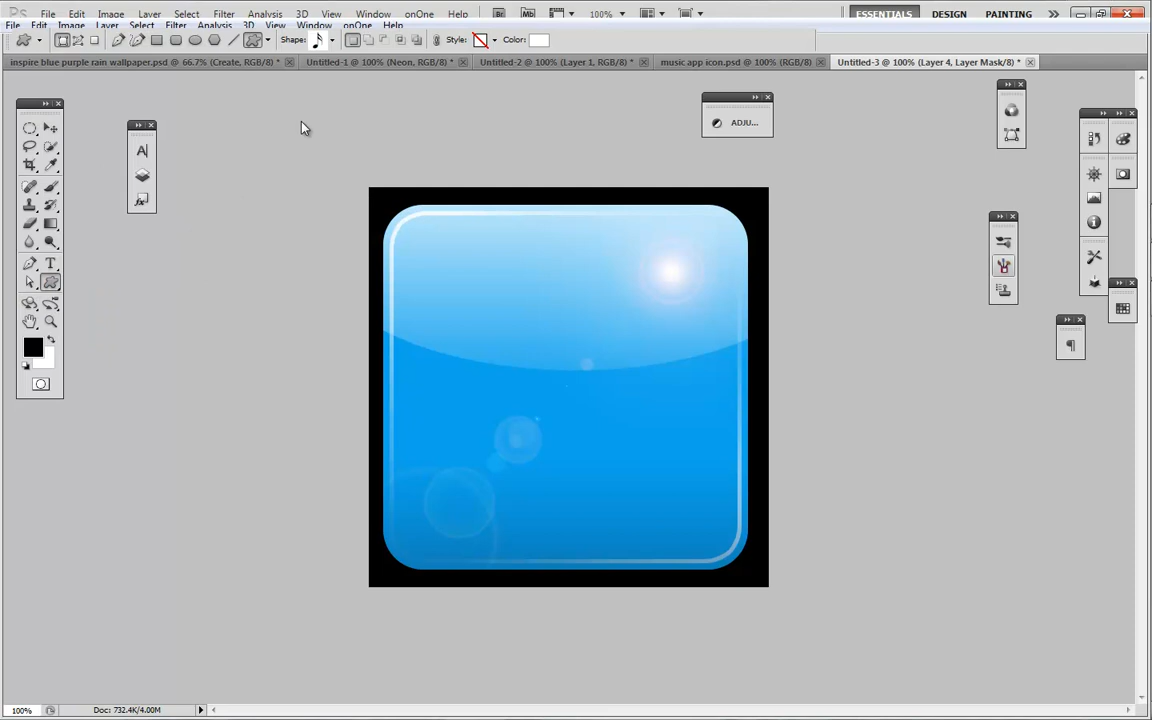 Ps File Edit Image Layer Select Filter Analysis 3D View Window onOne Help Br Mb 100% ESSENTIALS DESIGN PAINTING
File Edit Image Layer Select Filter Analysis 3D View Window onOne Help
Shape: Style: Color:
inspire blue purple rain wallpaper.psd @ 66.7% (Create, RGB/8) * Untitled-1 @ 100% (Neon, RGB/8) * Untitled-2 @ 100% (Layer 1, RGB/8) * music app icon.psd @ 100% (RGB/8) Untitled-3 @ 100% (Layer 4, Layer Mask/8) *
ADJU...
100% Doc: 732.4K/4.00M